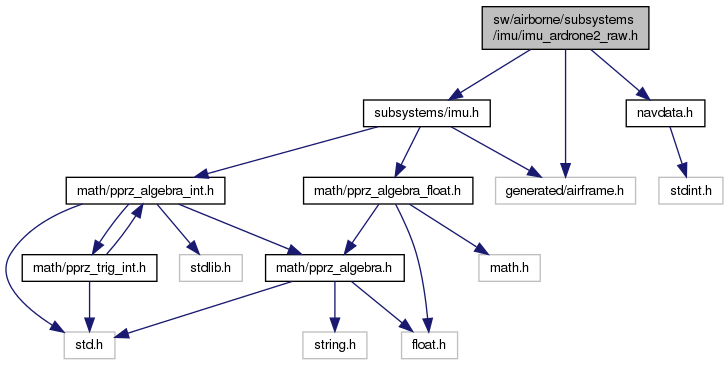 sw/airborne/subsystems
/imu/imu_ardrone2_raw.h
subsystems/imu.h
navdata.h
math/pprz_algebra_int.h
math/pprz_algebra_float.h
generated/airframe.h
stdint.h
math/pprz_trig_int.h
stdlib.h
math/pprz_algebra.h
math.h
std.h
string.h
float.h